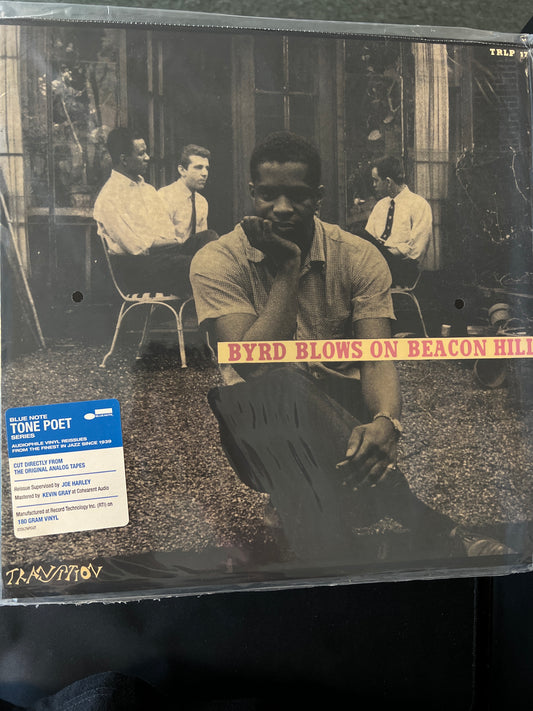 TRLP 17
BYRD BLOWS ON BEACON HILL
BLUE NOTE
TONE POET
SERIES
AUDIOPHILE VINYL REISSUES
FROM THE FINEST IN JAZZ SINCE 1939
CUT DIRECTLY FROM
THE ORIGINAL ANALOG TAPES
Reissue Supervised by JOE HARLEY
Mastered by KEVIN GRAY at Cohearent Audio
Manufactured at Record Technology Inc. (RTI) on
180 GRAM VINYL
TRANSITION